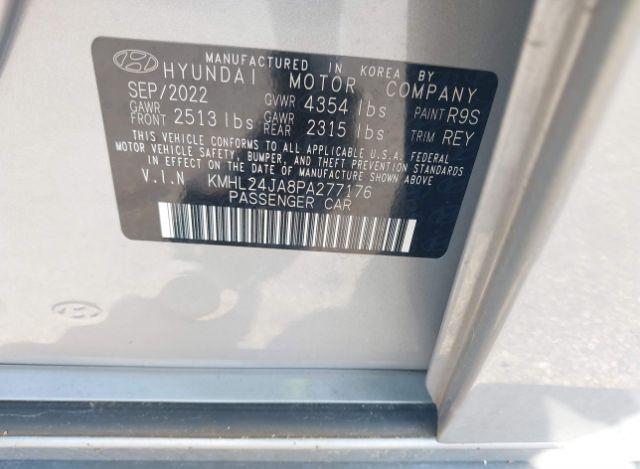 MANUFACTURED IN KOREA BY
HYUNDAI MOTOR COMPANY
SEP/2022 GVWR 4354 lbs PAINT R9S
GAWR FRONT 2513 lbs GAWR REAR 2315 lbs TRIM REY
THIS VEHICLE CONFORMS TO ALL APPLICABLE U.S.A. FEDERAL
MOTOR VEHICLE SAFETY, BUMPER, AND THEFT PREVENTION
STANDARDS IN EFFECT ON THE DATE OF MANUFACTURE SHOWN ABOVE
V.I.N KMHL24JA8PA277176
PASSENGER CAR